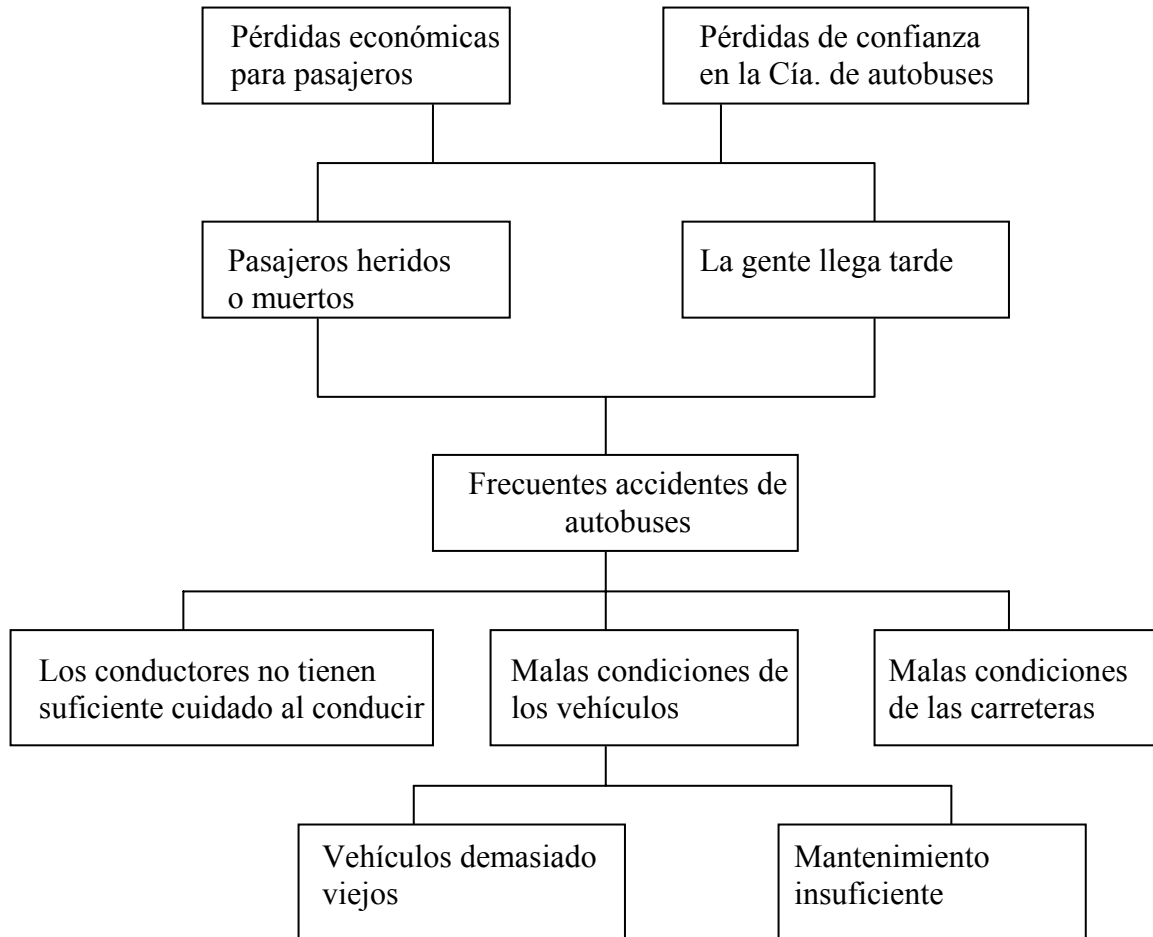 Pérdidas económicas
para pasajeros
Pérdidas de confianza
en la Cía. de autobuses
Pasajeros heridos
o muertos
La gente llega tarde
Frecuentes accidentes de
autobuses
Los conductores no tienen
suficiente cuidado al conducir
Malas condiciones de
los vehículos
Malas condiciones
de las carreteras
Vehículos demasiado
viejos
Mantenimiento
insuficiente